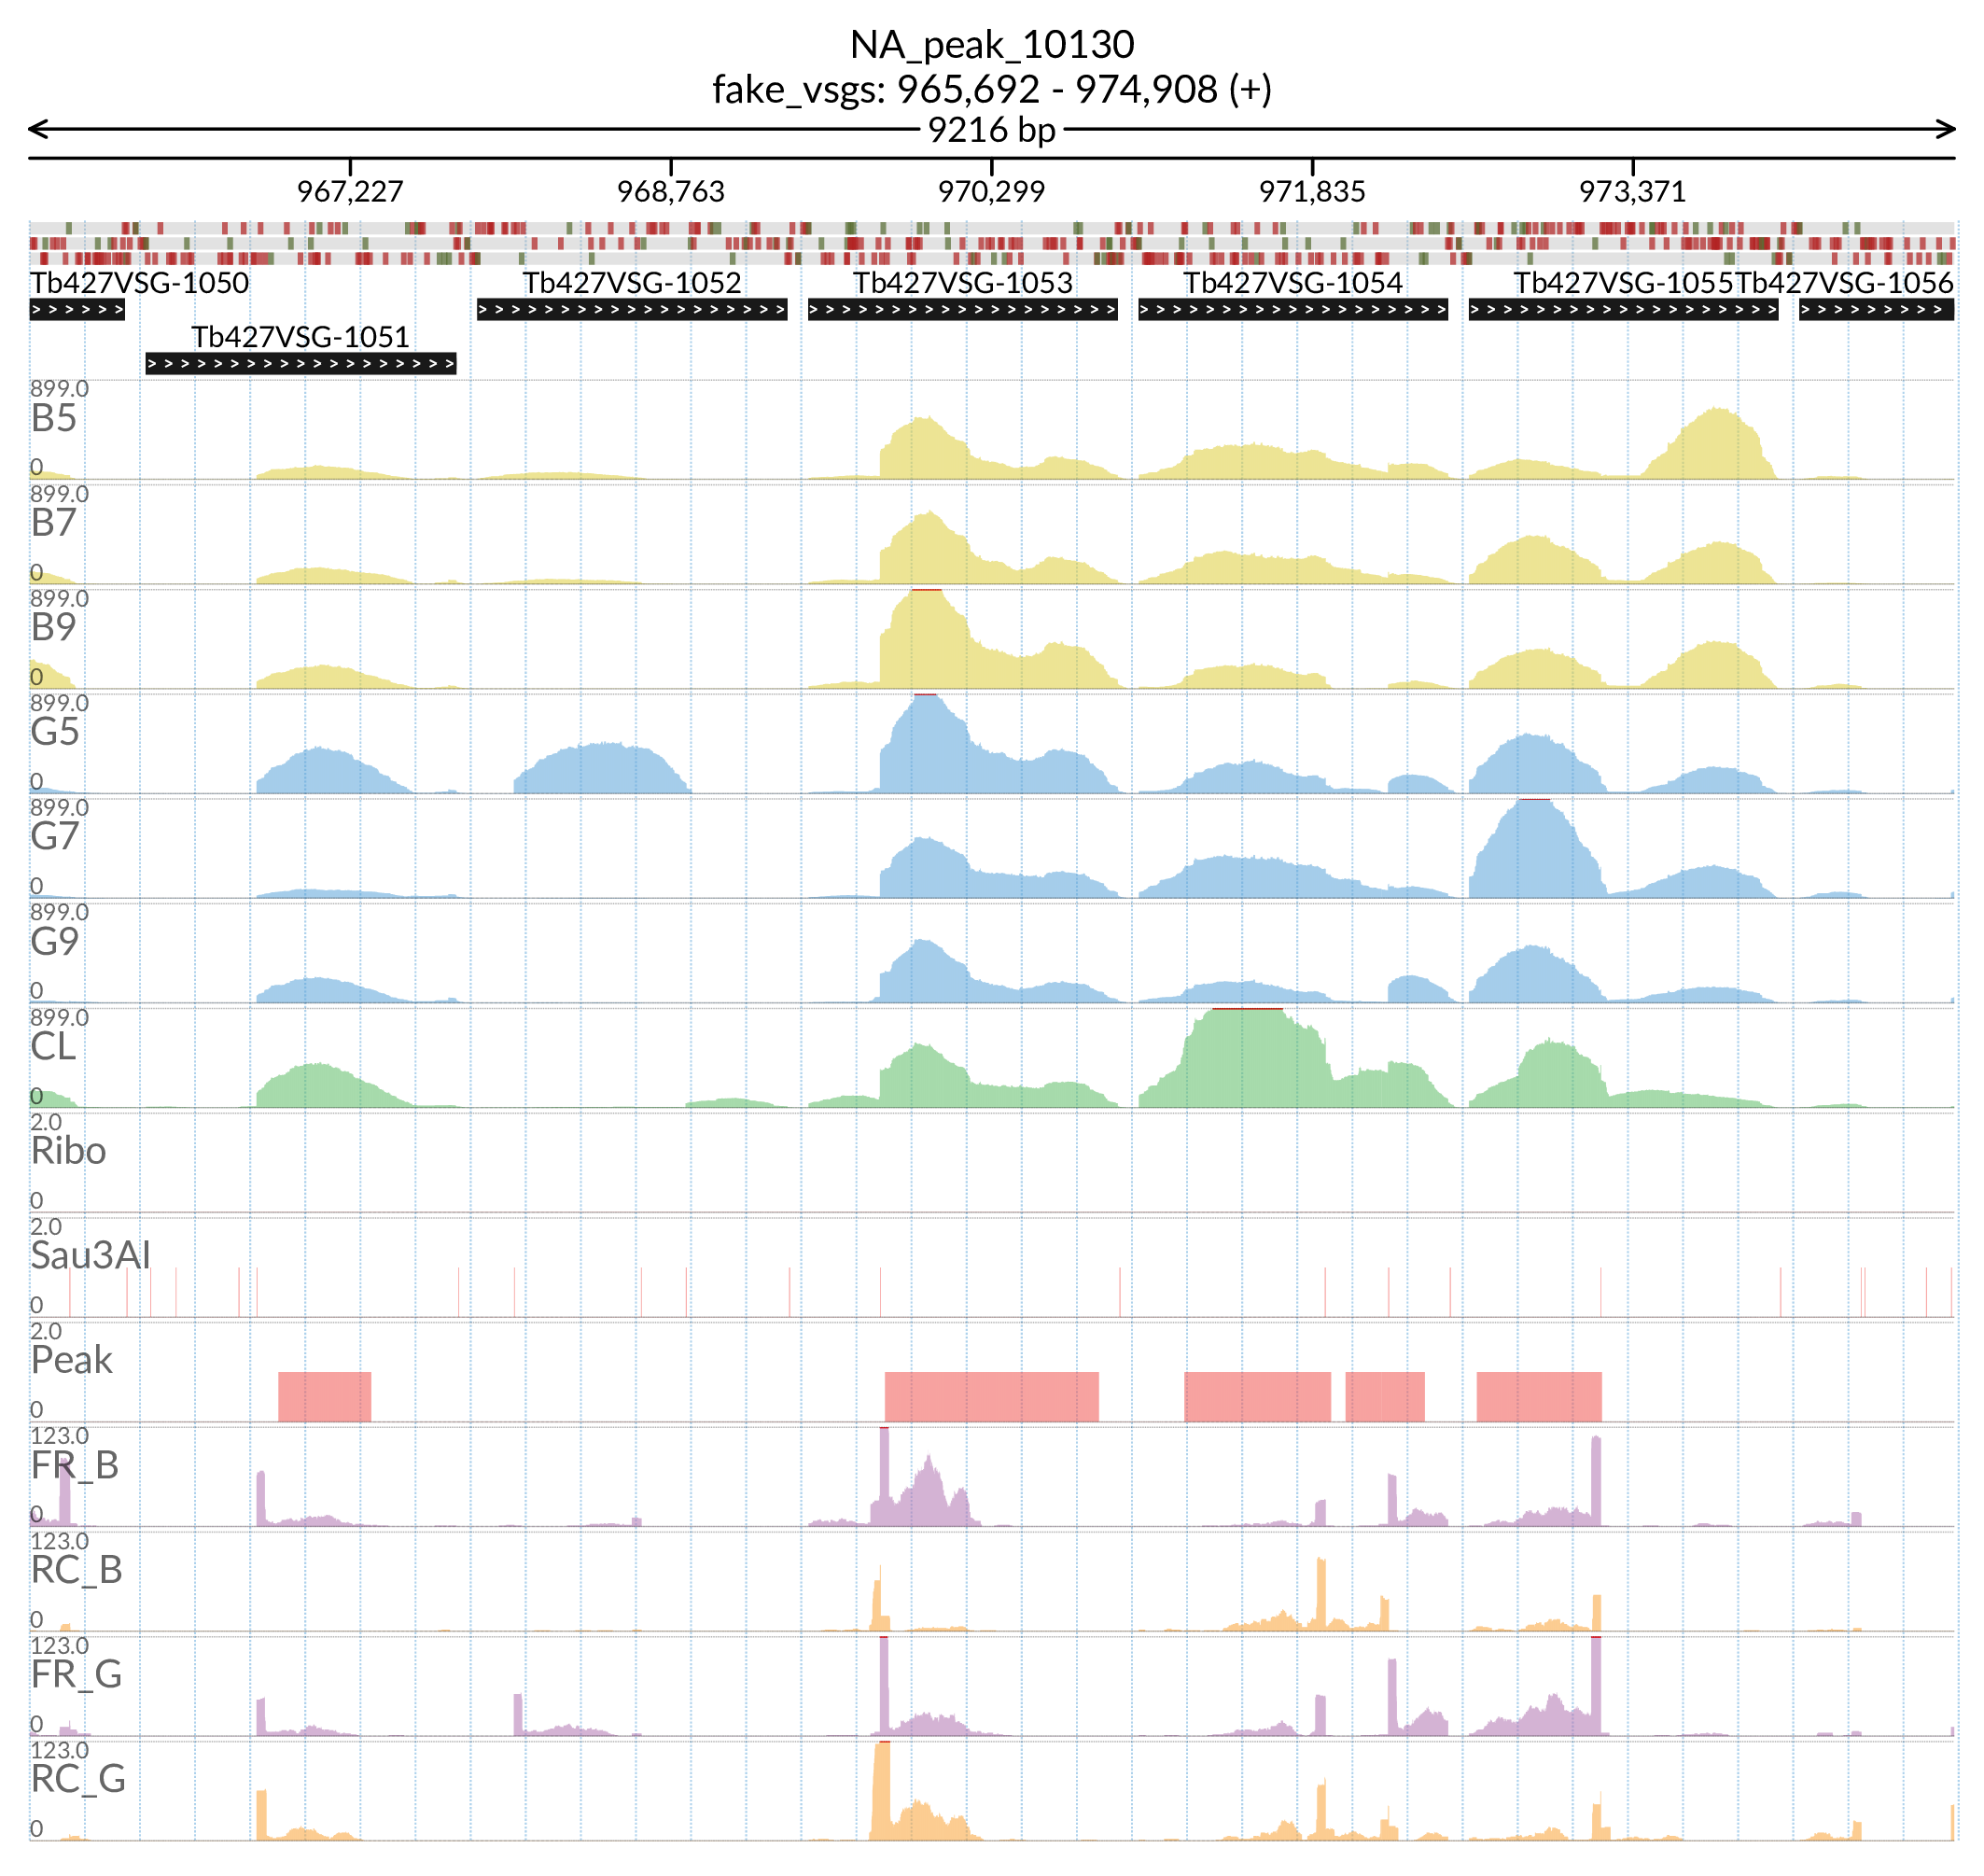 NA_peak_10130
fake_vsgs: 965,692 - 974,908 (+)
9216 bp
967,227 968,763 970,299 971,835 973,371
Tb427VSG-1050 Tb427VSG-1052 Tb427VSG-1053 Tb427VSG-1054 Tb427VSG-1055 Tb427VSG-1056
Tb427VSG-1051
899.0
B5
0
899.0
B7
0
899.0
B9
0
899.0
G5
0
899.0
G7
0
899.0
G9
0
899.0
CL
0
2.0
Ribo
0
2.0
Sau3AI
0
2.0
Peak
0
123.0
FR_B
0
123.0
RC_B
0
123.0
FR_G
0
123.0
RC_G
0